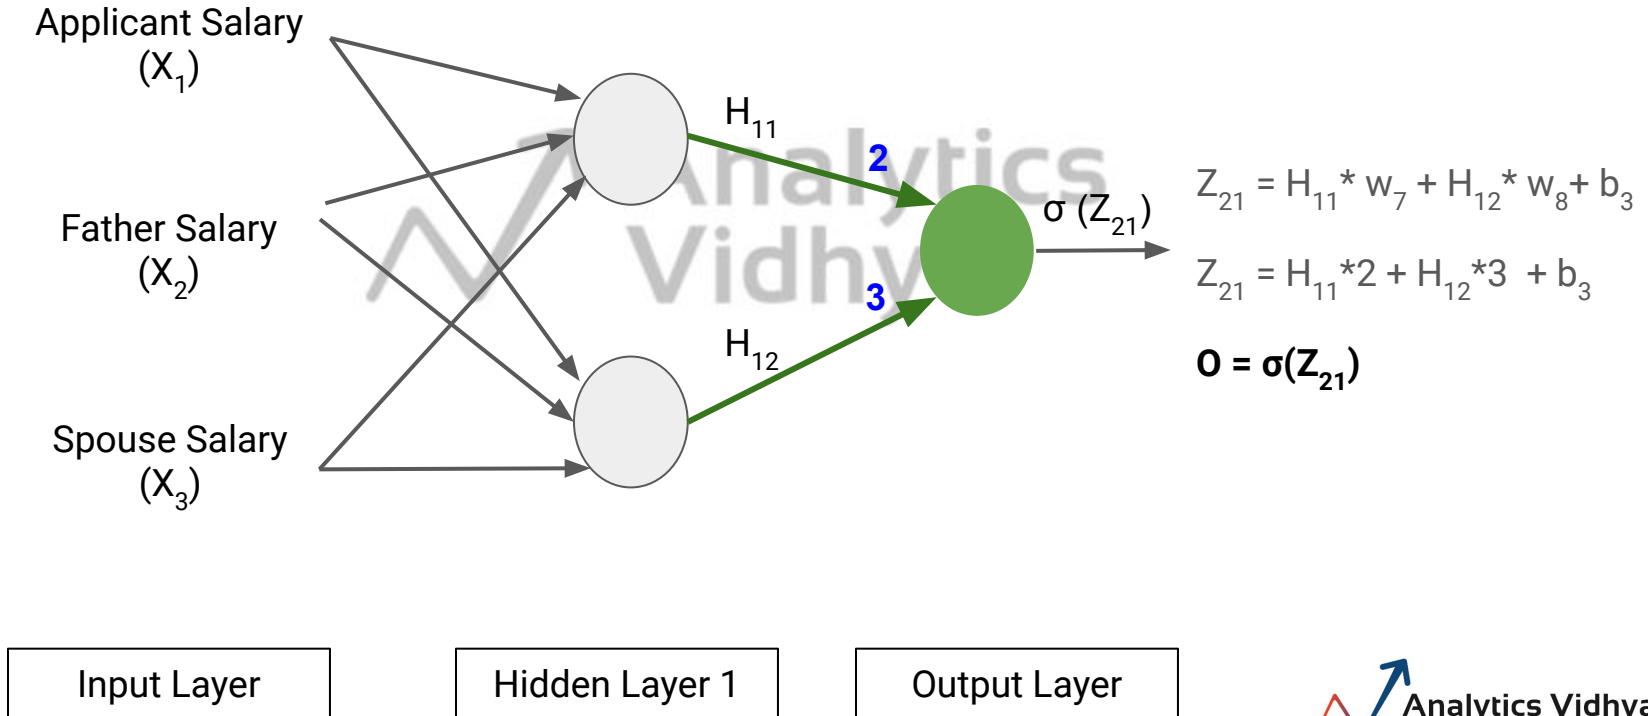 Applicant Salary
(X₁)
Father Salary
(X₂)
Spouse Salary
(X₃)
H₁₁
2
H₁₂
3
σ (Z₂₁)
Z₂₁ = H₁₁* w₇ + H₁₂* w₈+ b₃
Z₂₁ = H₁₁*2 + H₁₂*3 + b₃
O = σ(Z₂₁)
Analytics
Vidhya
Input Layer
Hidden Layer 1
Output Layer
Analytics Vidhya